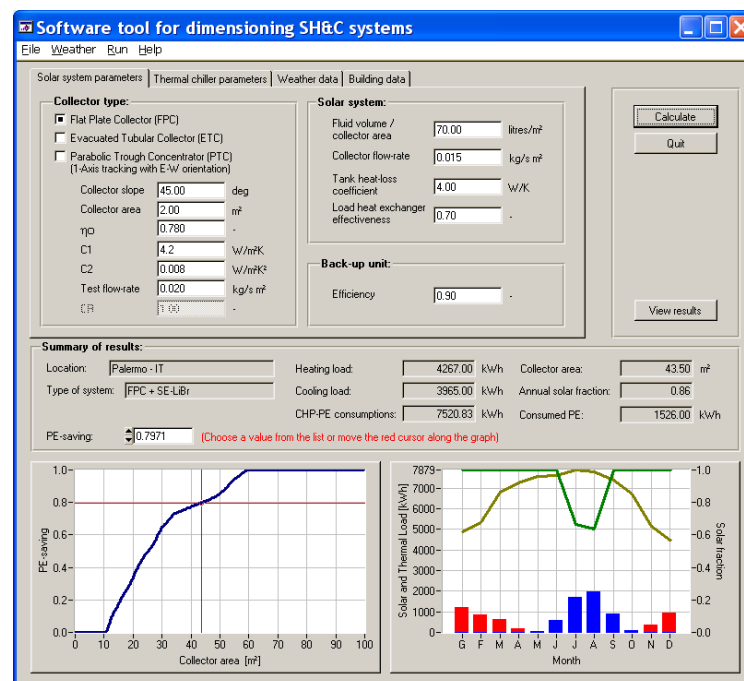 Software tool for dimensioning SH&C systems
File Weather Run Help
Solar system parameters Thermal chiller parameters Weather data Building data
Collector type:
Flat Plate Collector (FPC)
Evacuated Tubular Collector (ETC)
Parabolic Trough Concentrator (PTC)
(1-Axis tracking with E-W orientation)
Collector slope 45.00 deg
Collector area 2.00 m²
ηo 0.780 -
C1 4.2 W/m²K
C2 0.008 W/m²K²
Test flow-rate 0.020 kg/s m²
CR 1.00 -
Solar system:
Fluid volume /
collector area 70.00 litres/m²
Collector flow-rate 0.015 kg/s m²
Tank heat-loss
coefficient 4.00 W/K
Load heat exchanger
effectiveness 0.70 -
Back-up unit:
Efficiency 0.90 -
Calculate
Quit
View results
Summary of results:
Location: Palermo - IT Heating load: 4267.00 kWh Collector area: 43.50 m²
Type of system: FPC + SE-LiBr Cooling load: 3965.00 kWh Annual solar fraction: 0.86
CHP-PE consumptions: 7520.83 kWh Consumed PE: 1526.00 kWh
PE-saving: 0.7971 (Choose a value from the list or move the red cursor along the graph)
PE-saving
1.0
0.8
0.6
0.4
0.2
0.0
0 10 20 30 40 50 60 70 80 90 100
Collector area [m²]
Solar and Thermal Load [kWh]
7879
7000
6000
5000
4000
3000
2000
1000
0
G F M A M J J A S O N D
Month
1.0
0.8
0.6
0.4
0.2
0.0
Solar fraction